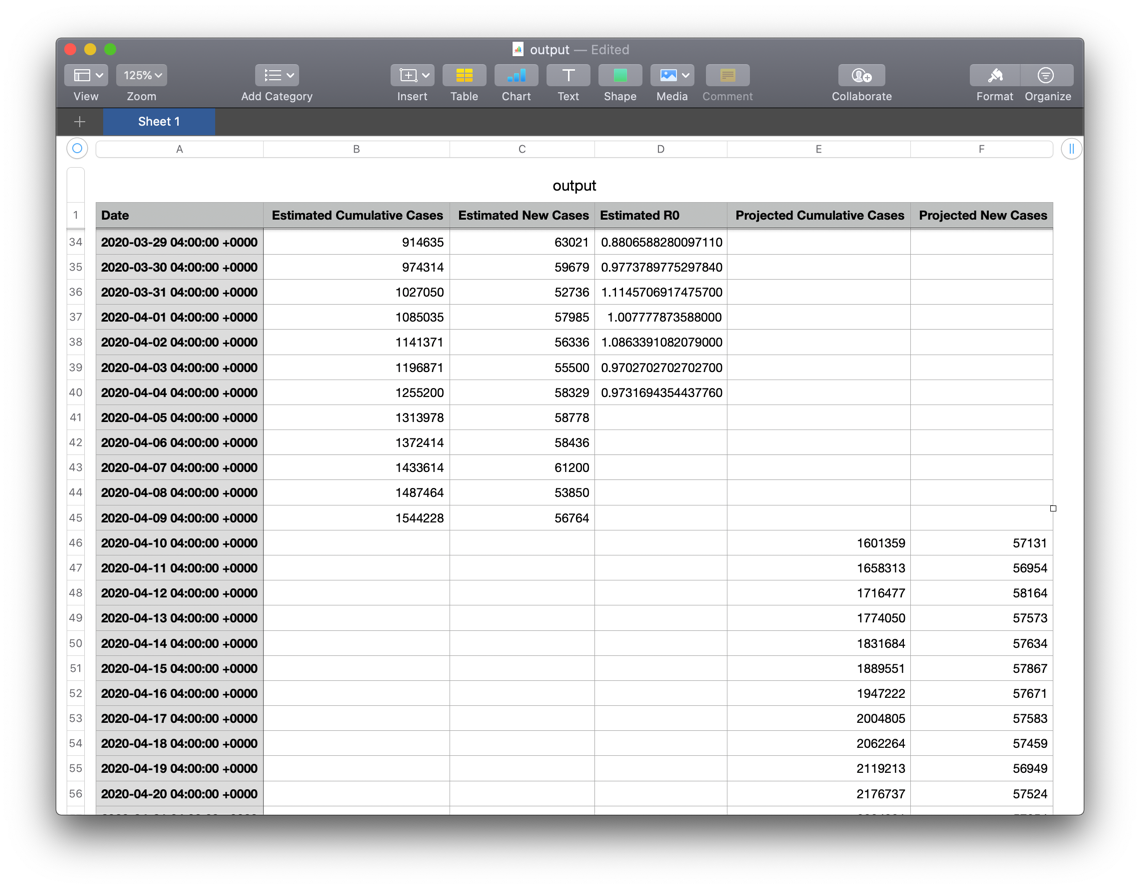 output — Edited
125%
View Zoom Add Category Insert Table Chart Text Shape Media Comment Collaborate Format Organize
Sheet 1
A B C D E F
output
1 Date Estimated Cumulative Cases Estimated New Cases Estimated R0 Projected Cumulative Cases Projected New Cases
34 2020-03-29 04:00:00 +0000 914635 63021 0.8806588280097110
35 2020-03-30 04:00:00 +0000 974314 59679 0.9773789775297840
36 2020-03-31 04:00:00 +0000 1027050 52736 1.1145706917475700
37 2020-04-01 04:00:00 +0000 1085035 57985 1.007777873588000
38 2020-04-02 04:00:00 +0000 1141371 56336 1.0863391082079000
39 2020-04-03 04:00:00 +0000 1196871 55500 0.9702702702702700
40 2020-04-04 04:00:00 +0000 1255200 58329 0.9731694354437760
41 2020-04-05 04:00:00 +0000 1313978 58778
42 2020-04-06 04:00:00 +0000 1372414 58436
43 2020-04-07 04:00:00 +0000 1433614 61200
44 2020-04-08 04:00:00 +0000 1487464 53850
45 2020-04-09 04:00:00 +0000 1544228 56764
46 2020-04-10 04:00:00 +0000 1601359 57131
47 2020-04-11 04:00:00 +0000 1658313 56954
48 2020-04-12 04:00:00 +0000 1716477 58164
49 2020-04-13 04:00:00 +0000 1774050 57573
50 2020-04-14 04:00:00 +0000 1831684 57634
51 2020-04-15 04:00:00 +0000 1889551 57867
52 2020-04-16 04:00:00 +0000 1947222 57671
53 2020-04-17 04:00:00 +0000 2004805 57583
54 2020-04-18 04:00:00 +0000 2062264 57459
55 2020-04-19 04:00:00 +0000 2119213 56949
56 2020-04-20 04:00:00 +0000 2176737 57524